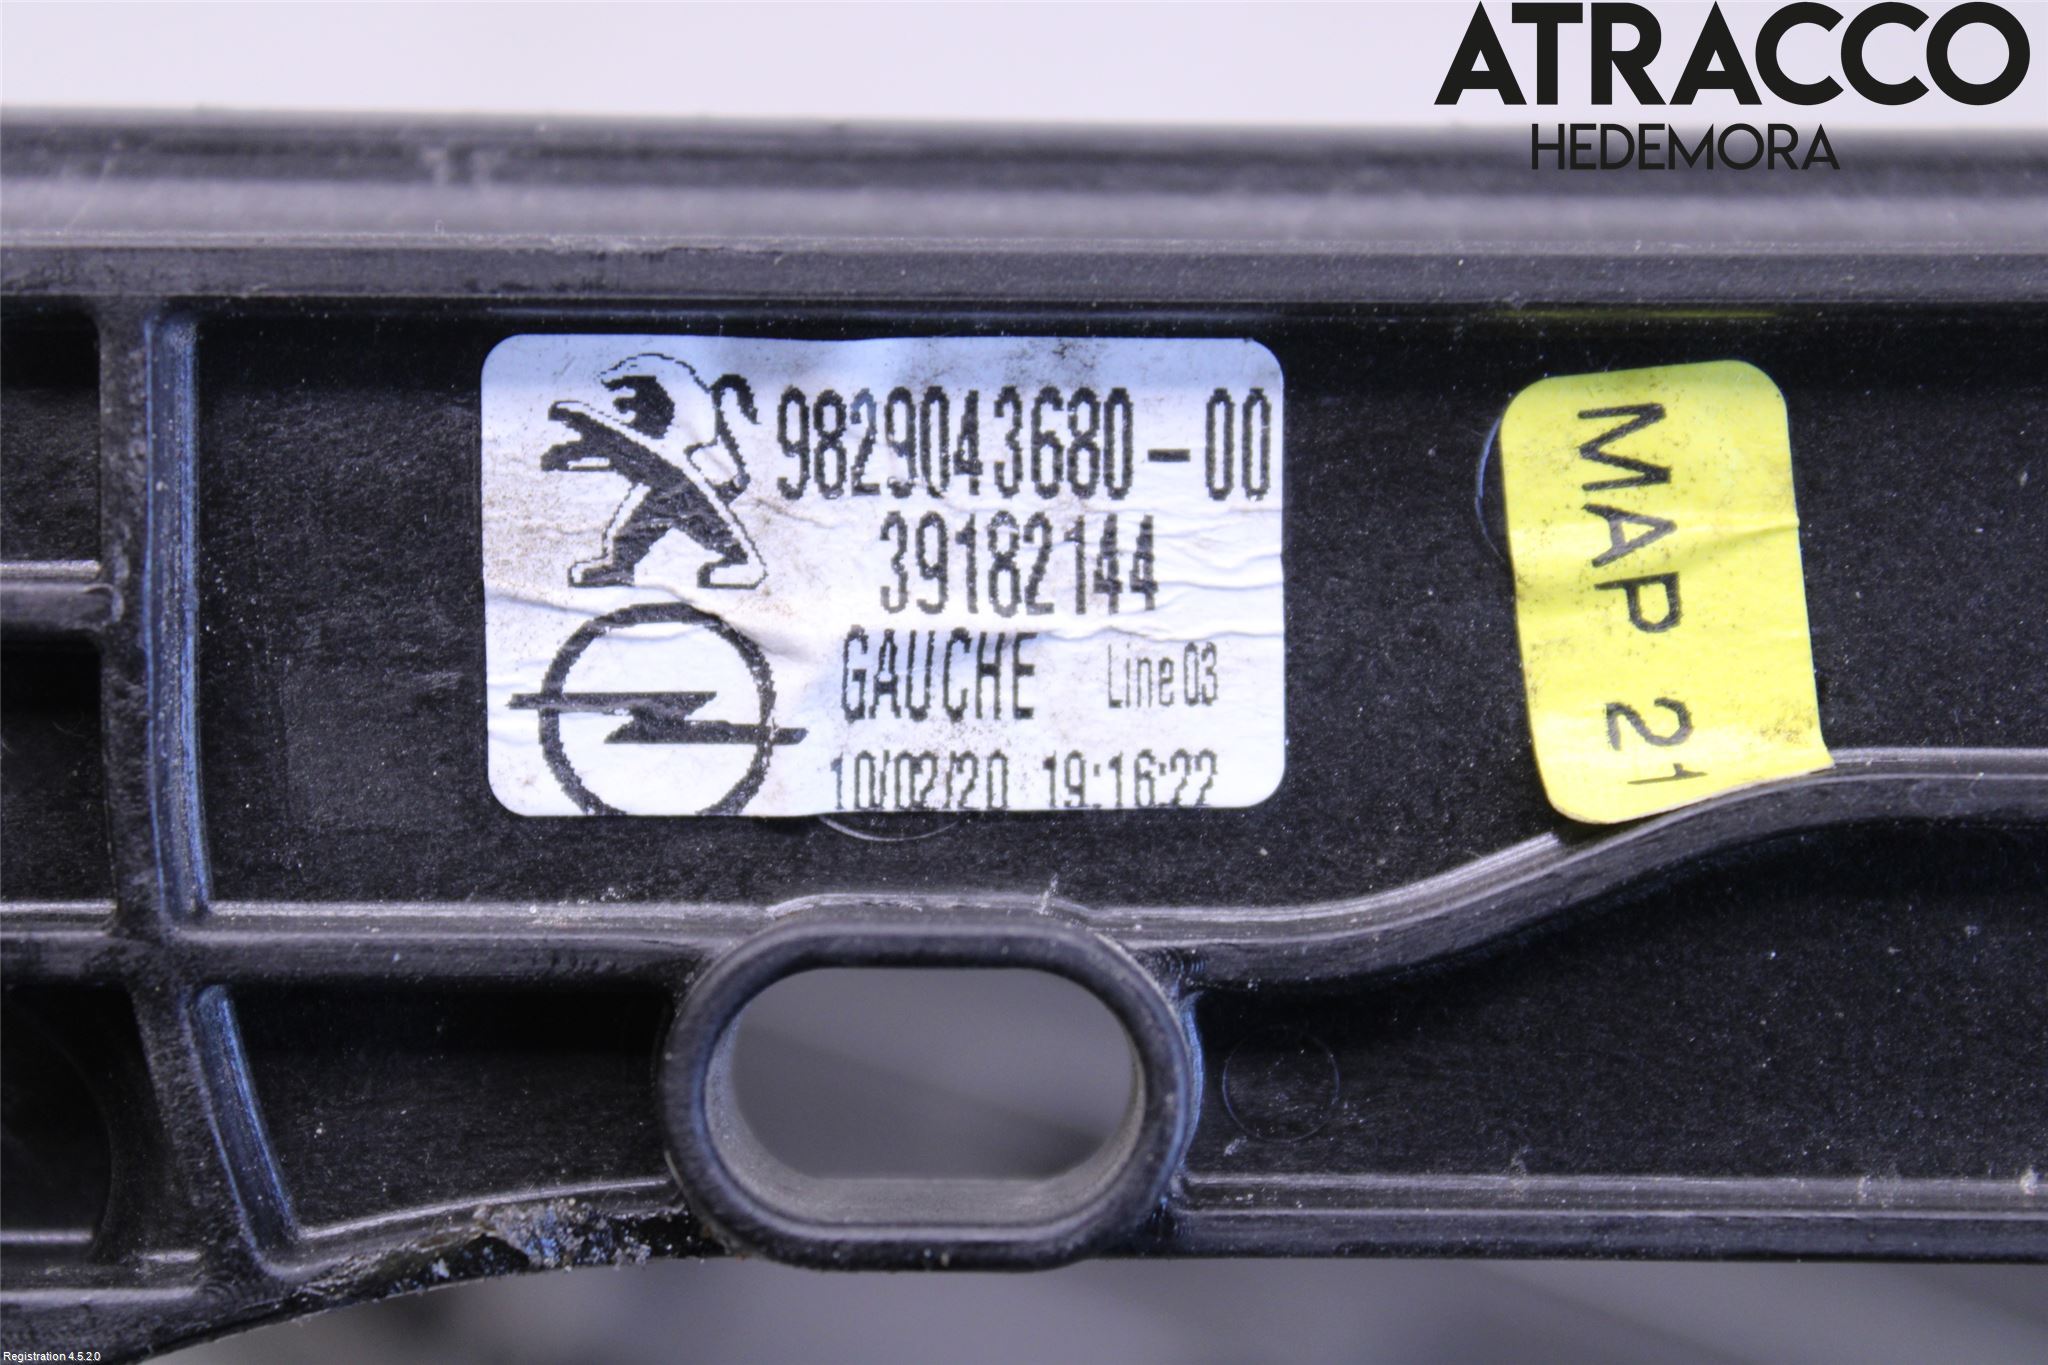 ATRACCO
HEDEMORA
9829043680-00
39182144
GAUCHE Line 03
10/02/20 19:16:22
MAP 21
Registration 4.5.2.0